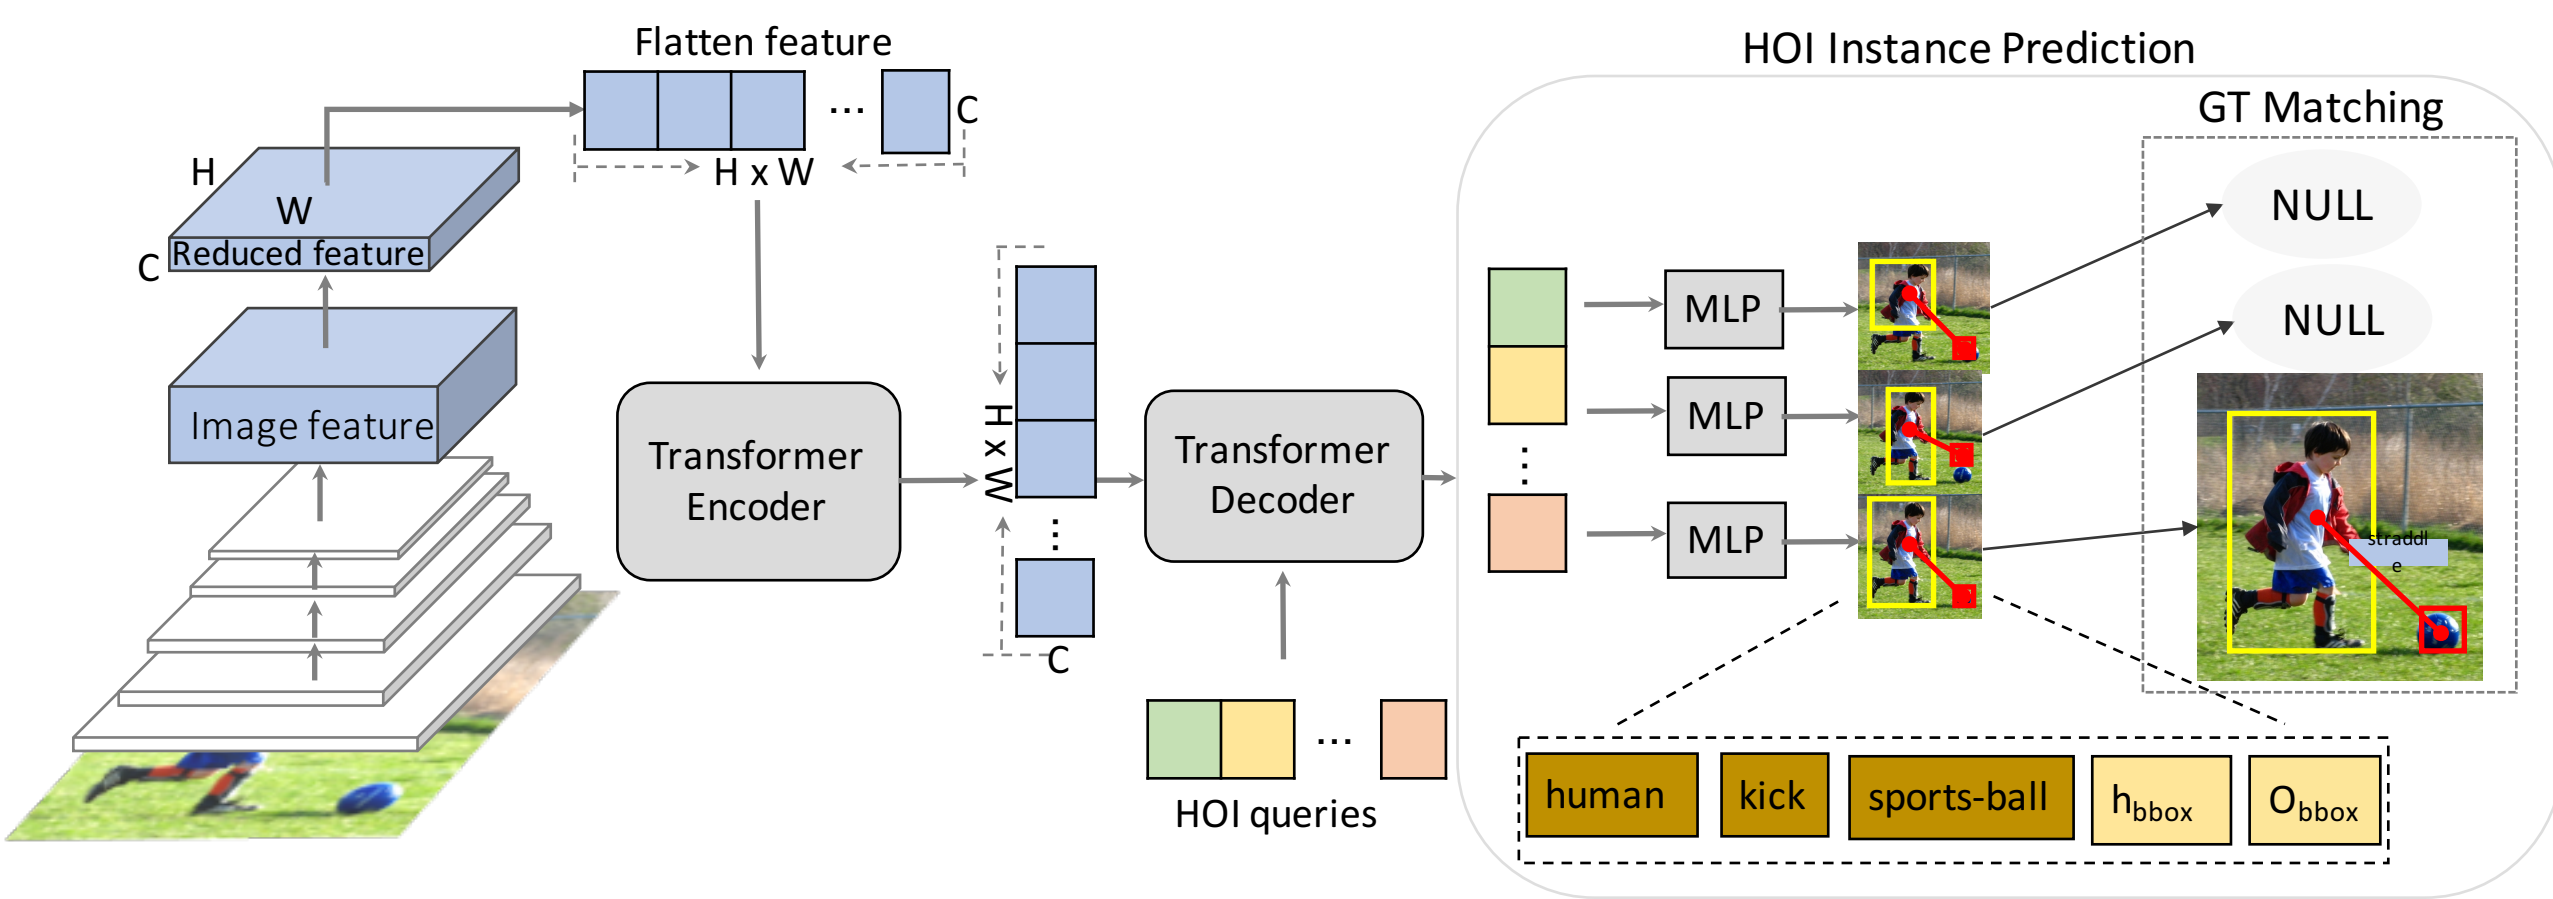 Flatten feature
C
H x W
H
W
Reduced feature
C
Image feature
Transformer
Encoder
H x W
C
Transformer
Decoder
HOI queries
HOI Instance Prediction
GT Matching
NULL
NULL
MLP
MLP
MLP
straddl
e
human
kick
sports-ball
hbbox
Obbox